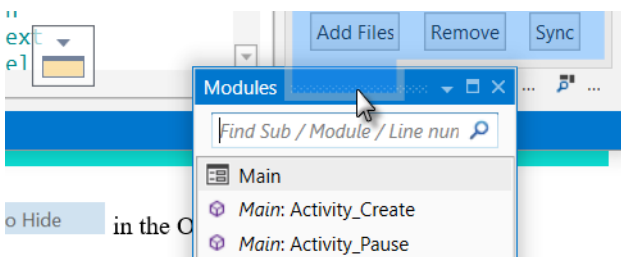 ext
el
Add Files Remove Sync
Modules
...
...
Find Sub / Module / Line nun
Main
Main: Activity_Create
o Hide in the O
Main: Activity_Pause